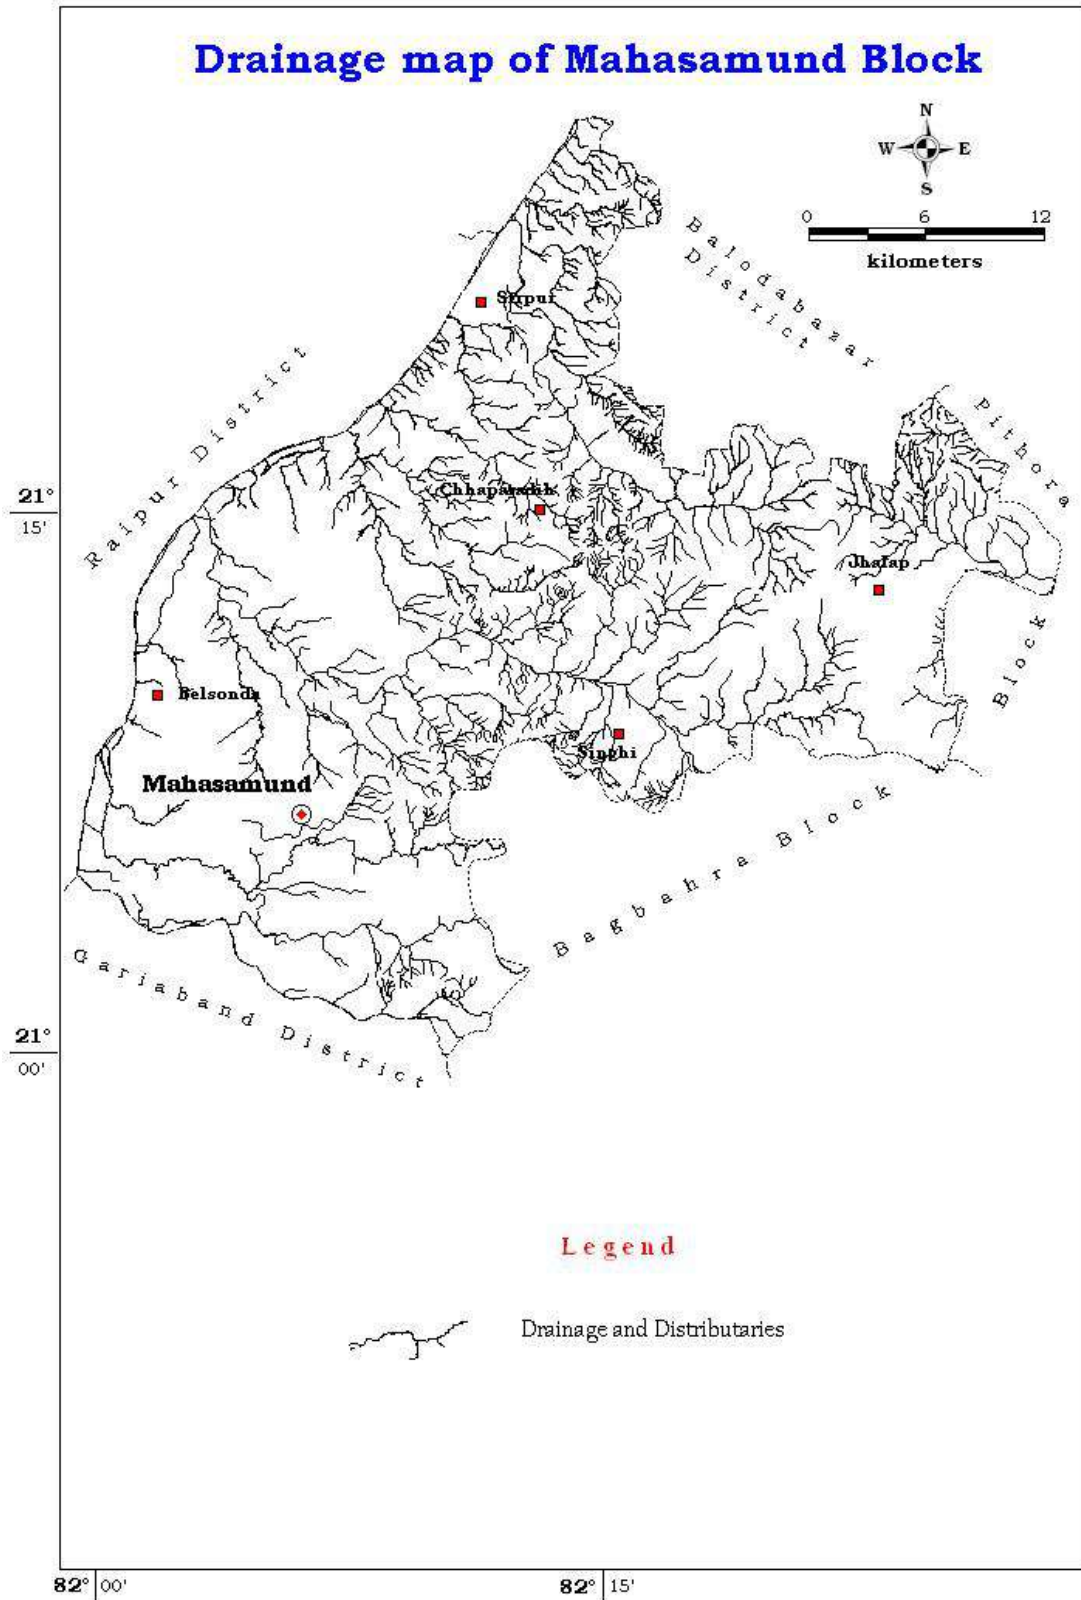 Drainage map of Mahasamund Block
N
W E
S
0 6 12
kilometers
Balodabazar
District
Sirpur
Raipur District
Pithora
Block
21°
15'
Jhalap
Belsonda
Singhi
Mahasamund
Bagbahra Block
Gariaband District
21°
00'
Legend
Drainage and Distributaries
82° 00' 82° 15'